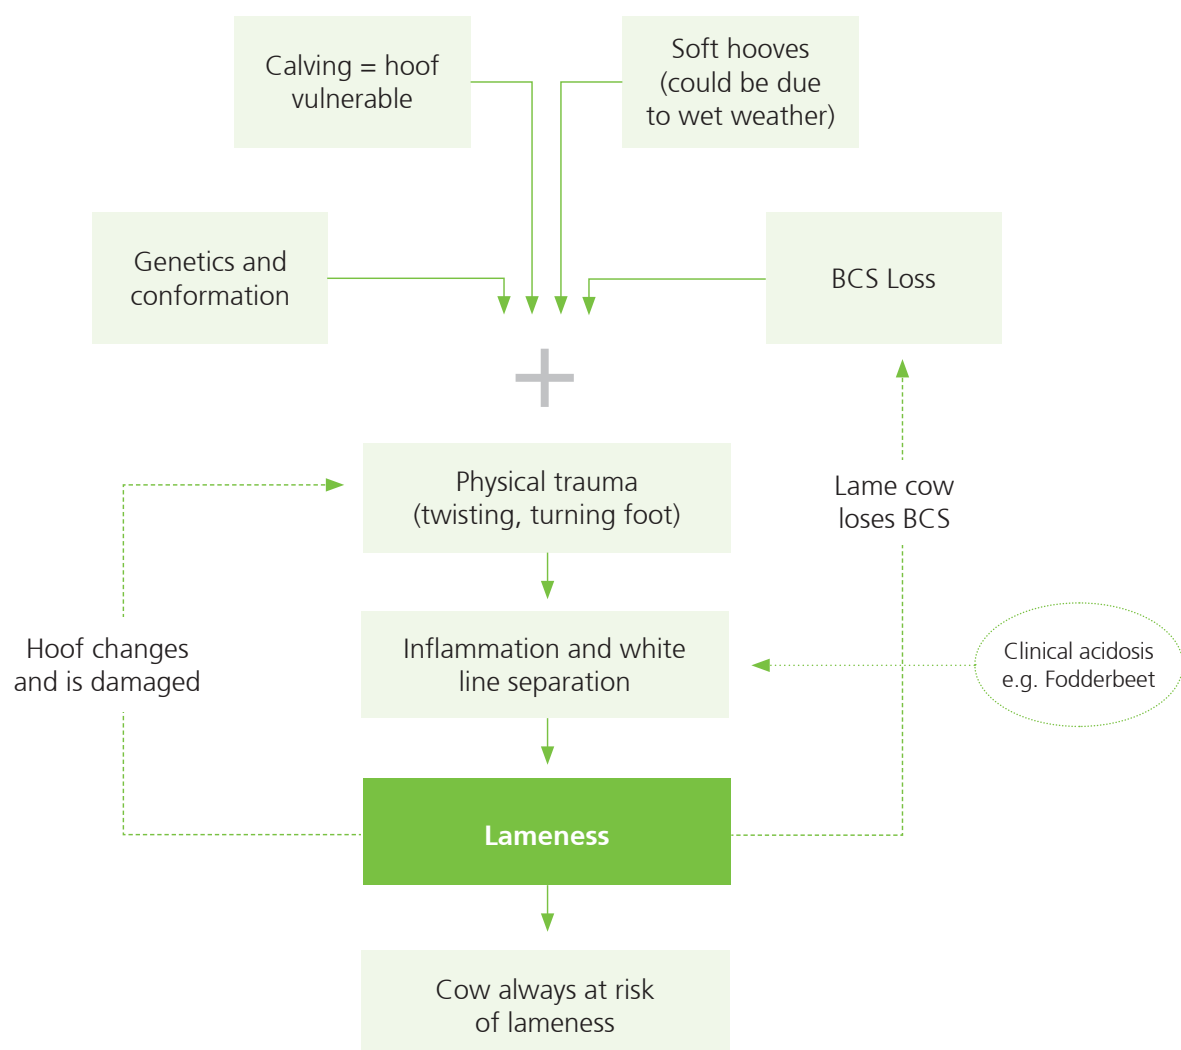 Calving = hoof
vulnerable
Soft hooves
(could be due
to wet weather)
Genetics and
conformation
BCS Loss
+
Physical trauma
(twisting, turning foot)
Lame cow
loses BCS
Hoof changes
and is damaged
Inflammation and white
line separation
Clinical acidosis
e.g. Fodderbeet
Lameness
Cow always at risk
of lameness